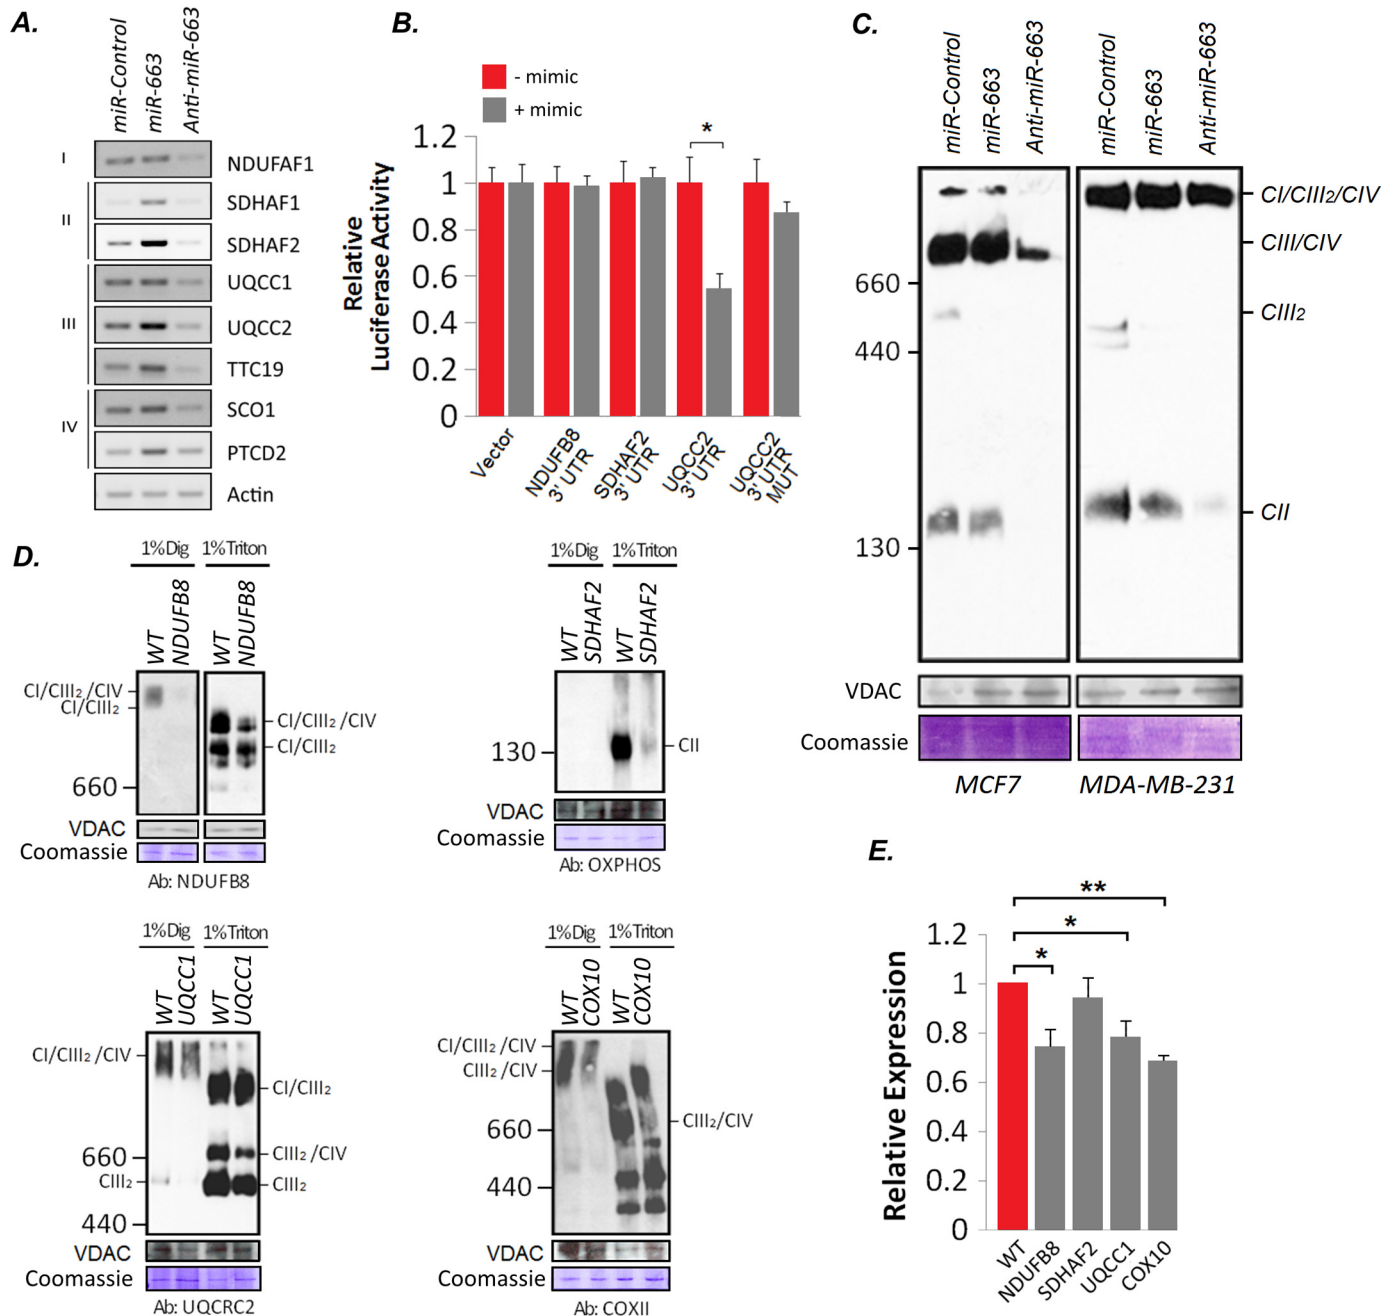 A.
miR-Control
miR-663
Anti-miR-663
I
NDUFAF1
II
SDHAF1
SDHAF2
III
UQCC1
UQCC2
TTC19
IV
SCO1
PTCD2
Actin
B.
- mimic
+ mimic
Relative
Luciferase Activity
1.2
1
0.8
0.6
0.4
0.2
0
*
Vector
NDUFB8
3' UTR
SDHAF2
3' UTR
UQCC2
3' UTR
UQCC2
3' UTR
MUT
C.
miR-Control
miR-663
Anti-miR-663
miR-Control
miR-663
Anti-miR-663
660
440
130
CI/CIII2/CIV
CIII/CIV
CIII2
CII
VDAC
Coomassie
MCF7
MDA-MB-231
D.
1%Dig
1%Triton
WT
NDUFB8
WT
NDUFB8
CI/CIII2/CIV
CI/CIII2
660
CI/CIII2/CIV
CI/CIII2
VDAC
Coomassie
Ab: NDUFB8
1%Dig
1%Triton
WT
SDHAF2
WT
SDHAF2
130
CII
VDAC
Coomassie
Ab: OXPHOS
1%Dig
1%Triton
WT
UQCC1
WT
UQCC1
CI/CIII2/CIV
660
CIII2
440
CI/CIII2
CIII2/CIV
CIII2
VDAC
Coomassie
Ab: UQCRC2
1%Dig
1%Triton
WT
COX10
WT
COX10
CI/CIII2/CIV
CIII2/CIV
660
440
CIII2/CIV
VDAC
Coomassie
Ab: COXII
E.
Relative Expression
1.2
1
0.8
0.6
0.4
0.2
0
**
*
*
WT
NDUFB8
SDHAF2
UQCC1
COX10